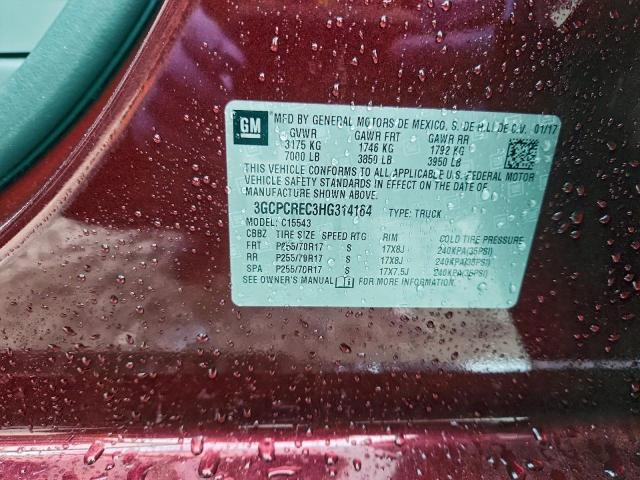 GM
MFD BY GENERAL MOTORS DE MEXICO, S. DE R.L. DE C.V. 01/17
GVWR GAWR FRT GAWR RR
3175 KG 1746 KG 1792 KG
7000 LB 3850 LB 3950 LB
THIS VEHICLE CONFORMS TO ALL APPLICABLE U.S. FEDERAL MOTOR
VEHICLE SAFETY STANDARDS IN EFFECT ON THE DATE OF
MANUFACTURE SHOWN ABOVE.
3GCPCREC3HG314164 TYPE: TRUCK
MODEL: C15543
CBBZ TIRE SIZE SPEED RTG RIM COLD TIRE PRESSURE
FRT P255/70R17 S 17X8J 240KPA(35PSI)
RR P255/70R17 S 17X8J 240KPA(35PSI)
SPA P255/70R17 S 17X7.5J 240KPA(35PSI)
SEE OWNER'S MANUAL FOR MORE INFORMATION.